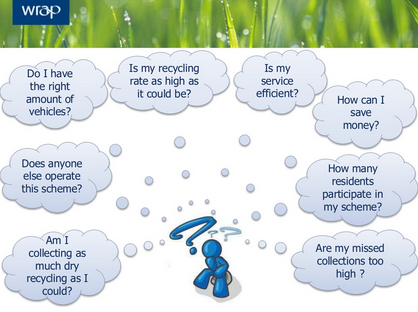 wrap
Do I have
the right
amount of
vehicles?
Is my recycling
rate as high as
it could be?
Is my
service
efficient?
How can I
save
money?
Does anyone
else operate
this scheme?
How many
residents
participate in
my scheme?
Am I
collecting as
much dry
recycling as I
could?
Are my missed
collections too
high ?